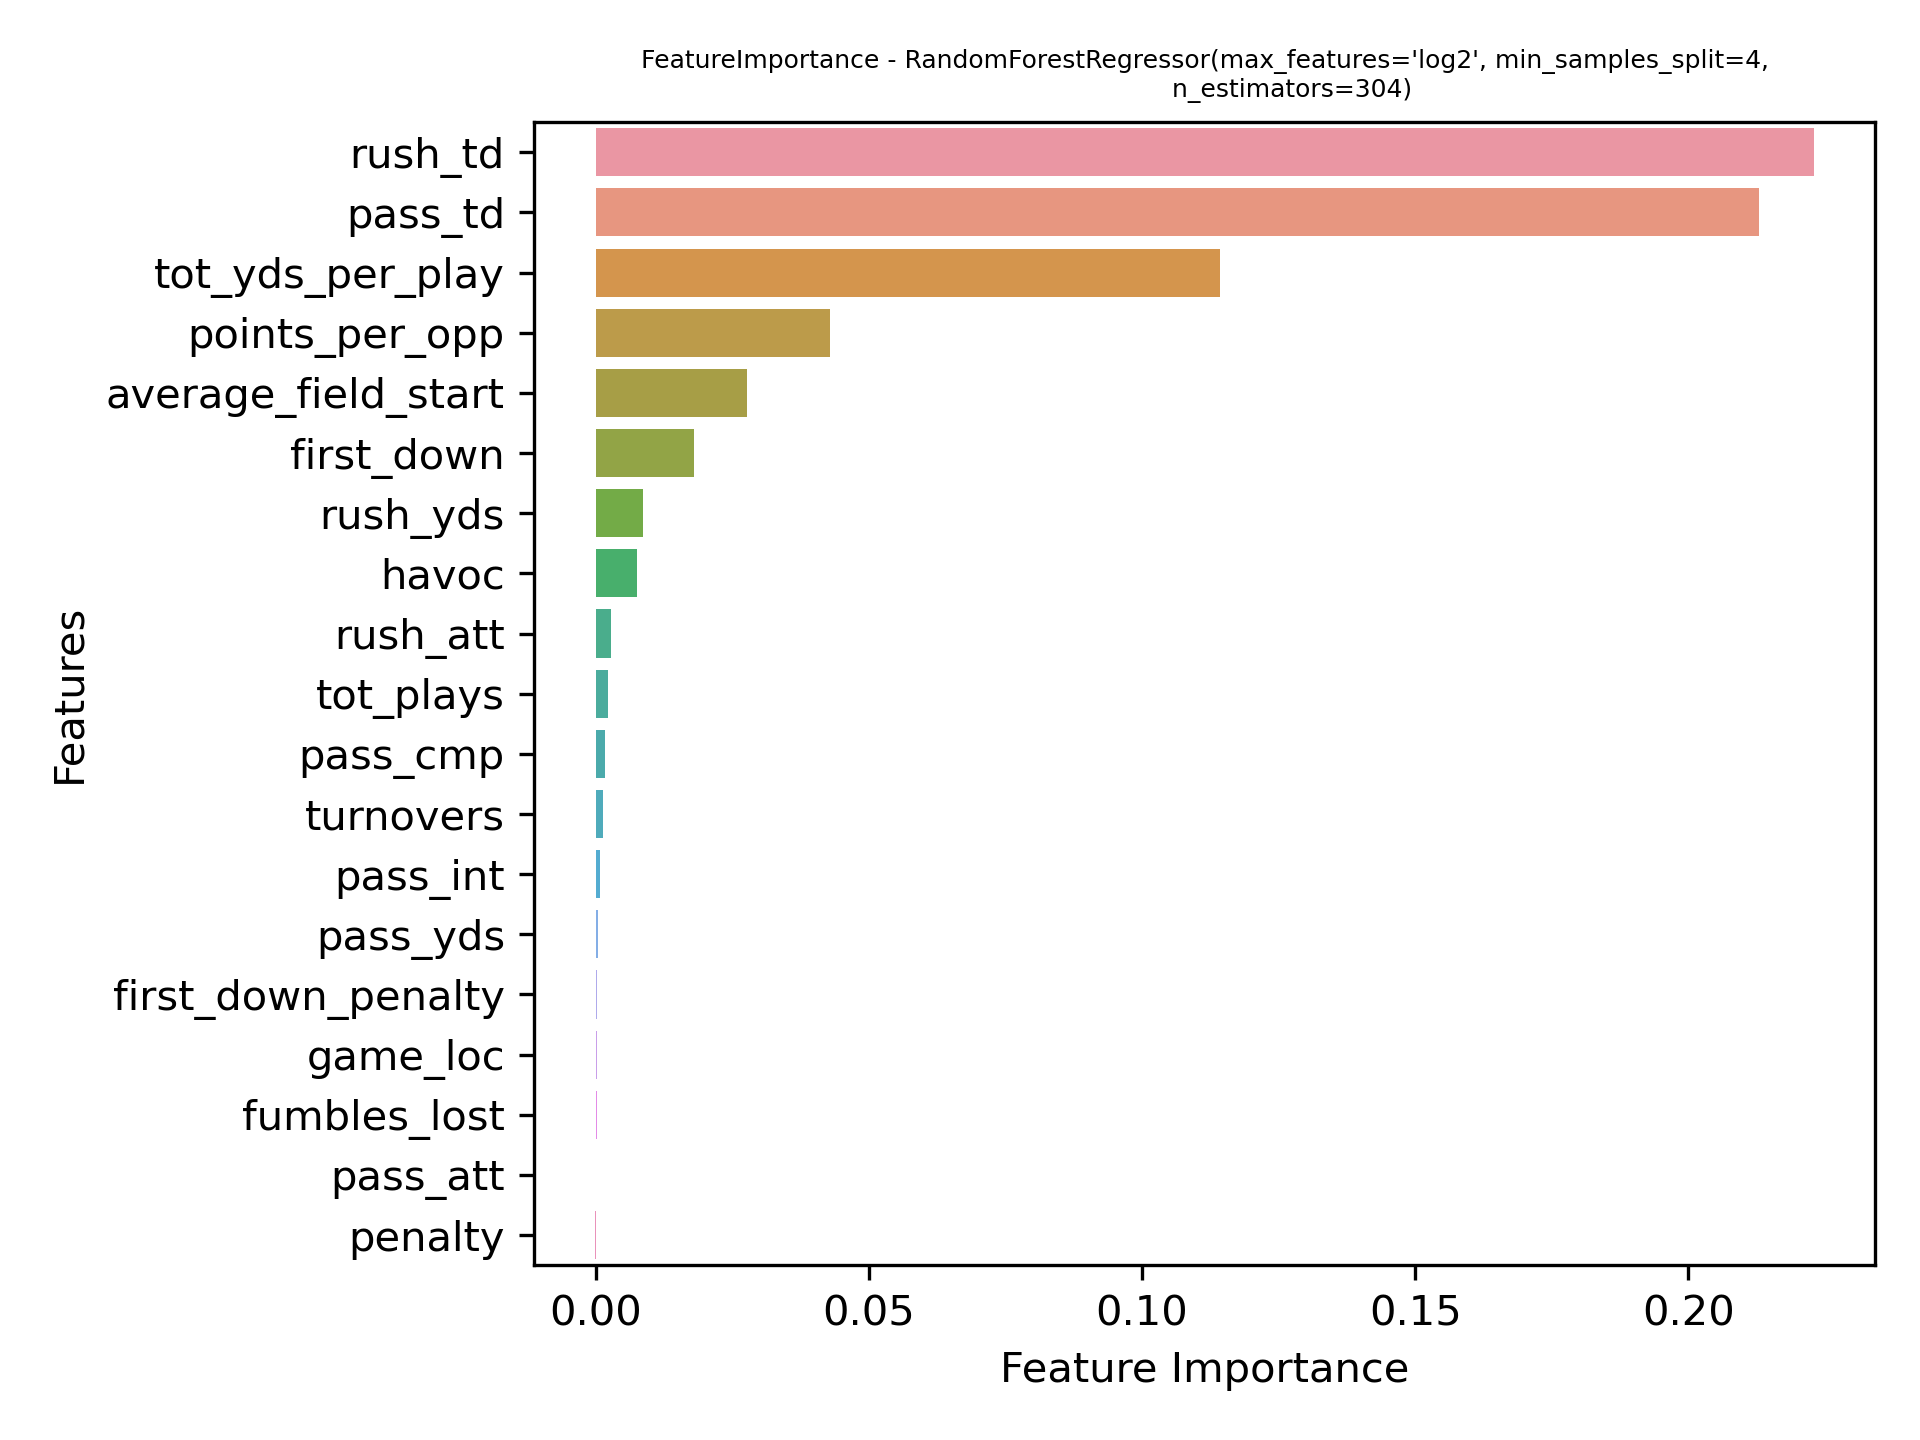 FeatureImportance - RandomForestRegressor(max_features='log2', min_samples_split=4,
n_estimators=304)
rush_td
pass_td
tot_yds_per_play
points_per_opp
average_field_start
first_down
rush_yds
havoc
rush_att
tot_plays
pass_cmp
turnovers
pass_int
pass_yds
first_down_penalty
game_loc
fumbles_lost
pass_att
penalty
Features
0.00 0.05 0.10 0.15 0.20
Feature Importance